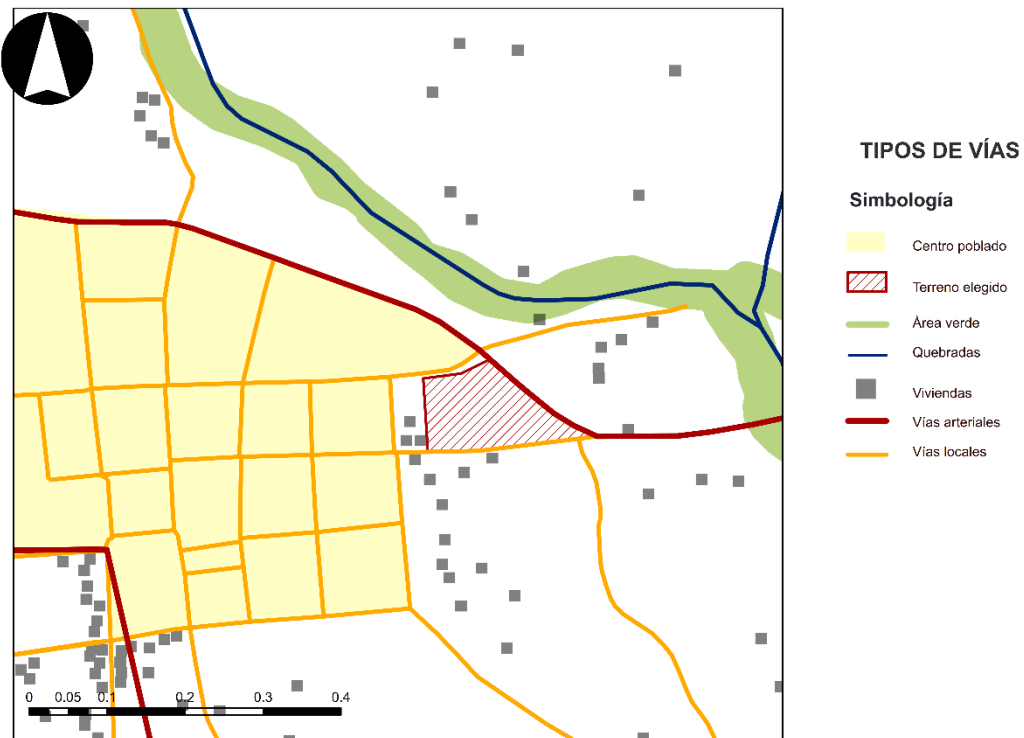 TIPOS DE VÍAS
Simbología
Centro poblado
Terreno elegido
Área verde
Quebradas
Viviendas
Vías arteriales
Vías locales
0 0.05 0.1 0.2 0.3 0.4